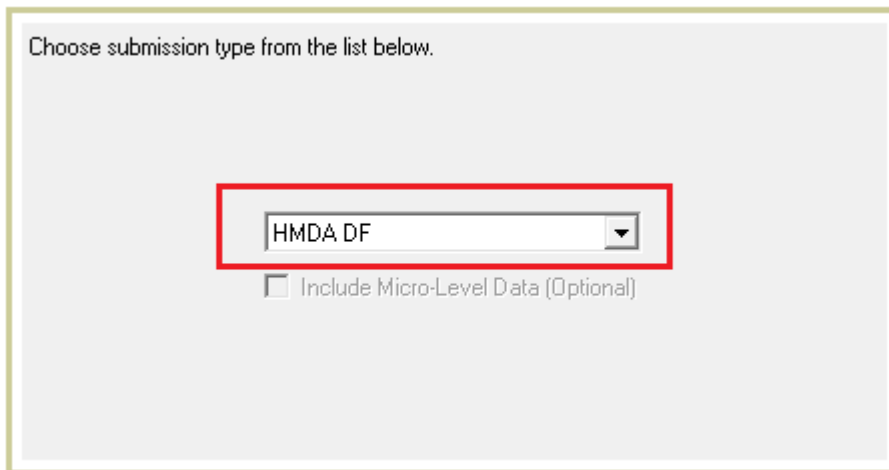 Choose submission type from the list below.
HMDA DF
Include Micro-Level Data (Optional)